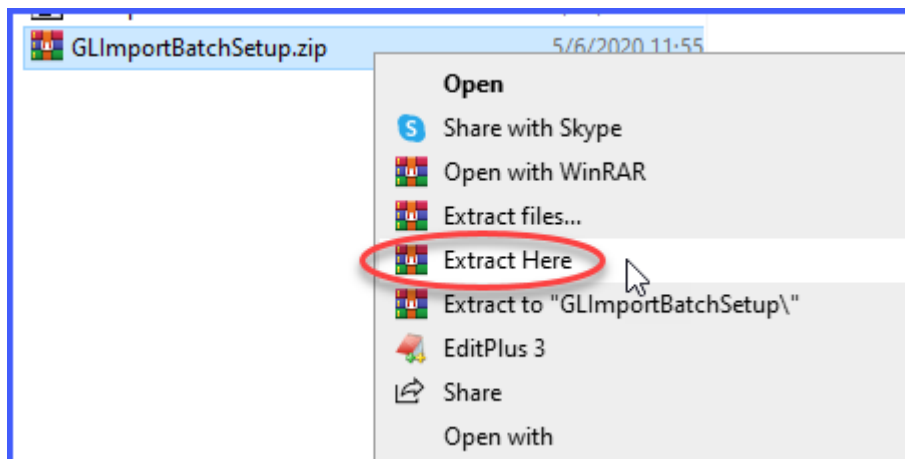 GLImportBatchSetup.zip 5/6/2020 11:55
Open
Share with Skype
Open with WinRAR
Extract files...
Extract Here
Extract to "GLImportBatchSetup\"
EditPlus 3
Share
Open with